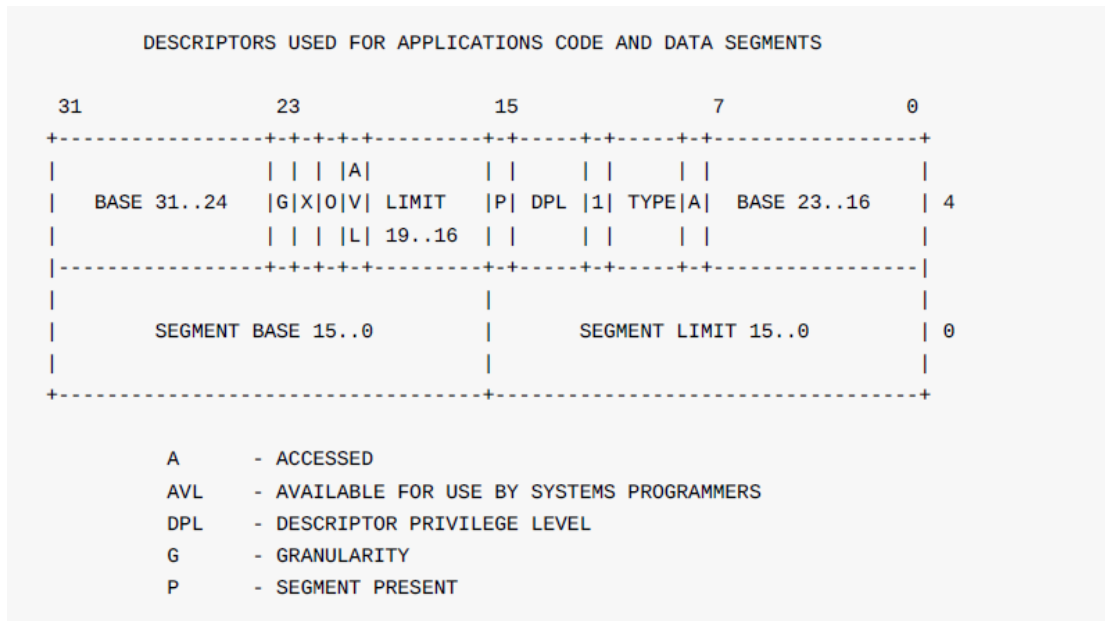 DESCRIPTORS USED FOR APPLICATIONS CODE AND DATA SEGMENTS
31 23 15 7 0
+-----------------+-+-+-+-+---------+-+-----+-+-----+-+-----------------+
| | | | |A| | | | | | | |
| BASE 31..24 |G|X|O|V| LIMIT |P| DPL |1| TYPE|A| BASE 23..16 | 4
| | | | |L| 19..16 | | | | | | |
|-----------------+-+-+-+-+---------+-+-----+-+-----+-+-----------------|
| | |
| SEGMENT BASE 15..0 | SEGMENT LIMIT 15..0 | 0
| | |
+-----------------------------------+-----------------------------------+
A - ACCESSED
AVL - AVAILABLE FOR USE BY SYSTEMS PROGRAMMERS
DPL - DESCRIPTOR PRIVILEGE LEVEL
G - GRANULARITY
P - SEGMENT PRESENT